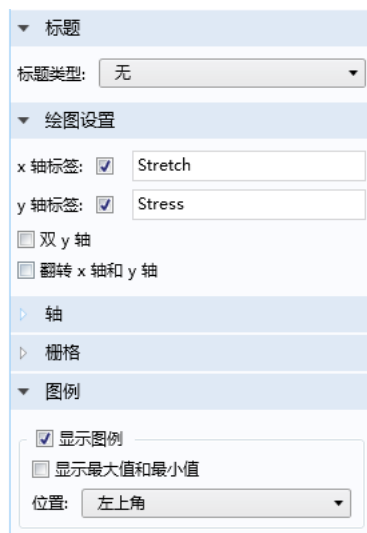 标题
标题类型: 无
绘图设置
x 轴标签: Stretch
y 轴标签: Stress
双 y 轴
翻转 x 轴和 y 轴
轴
栅格
图例
显示图例
显示最大值和最小值
位置: 左上角